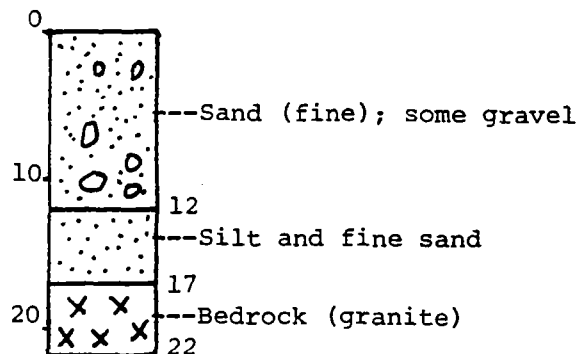 0
---Sand (fine); some gravel
10
12
---Silt and fine sand
17
20
---Bedrock (granite)
22